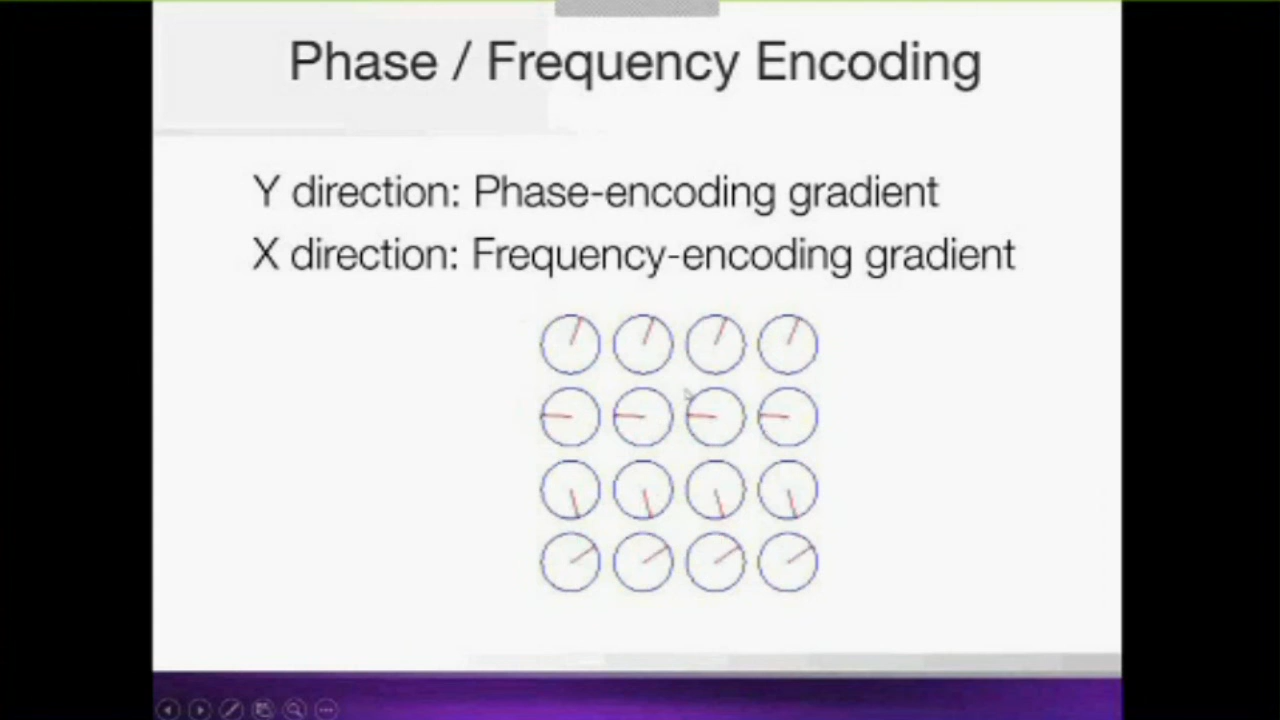 Phase / Frequency Encoding
Y direction: Phase-encoding gradient
X direction: Frequency-encoding gradient